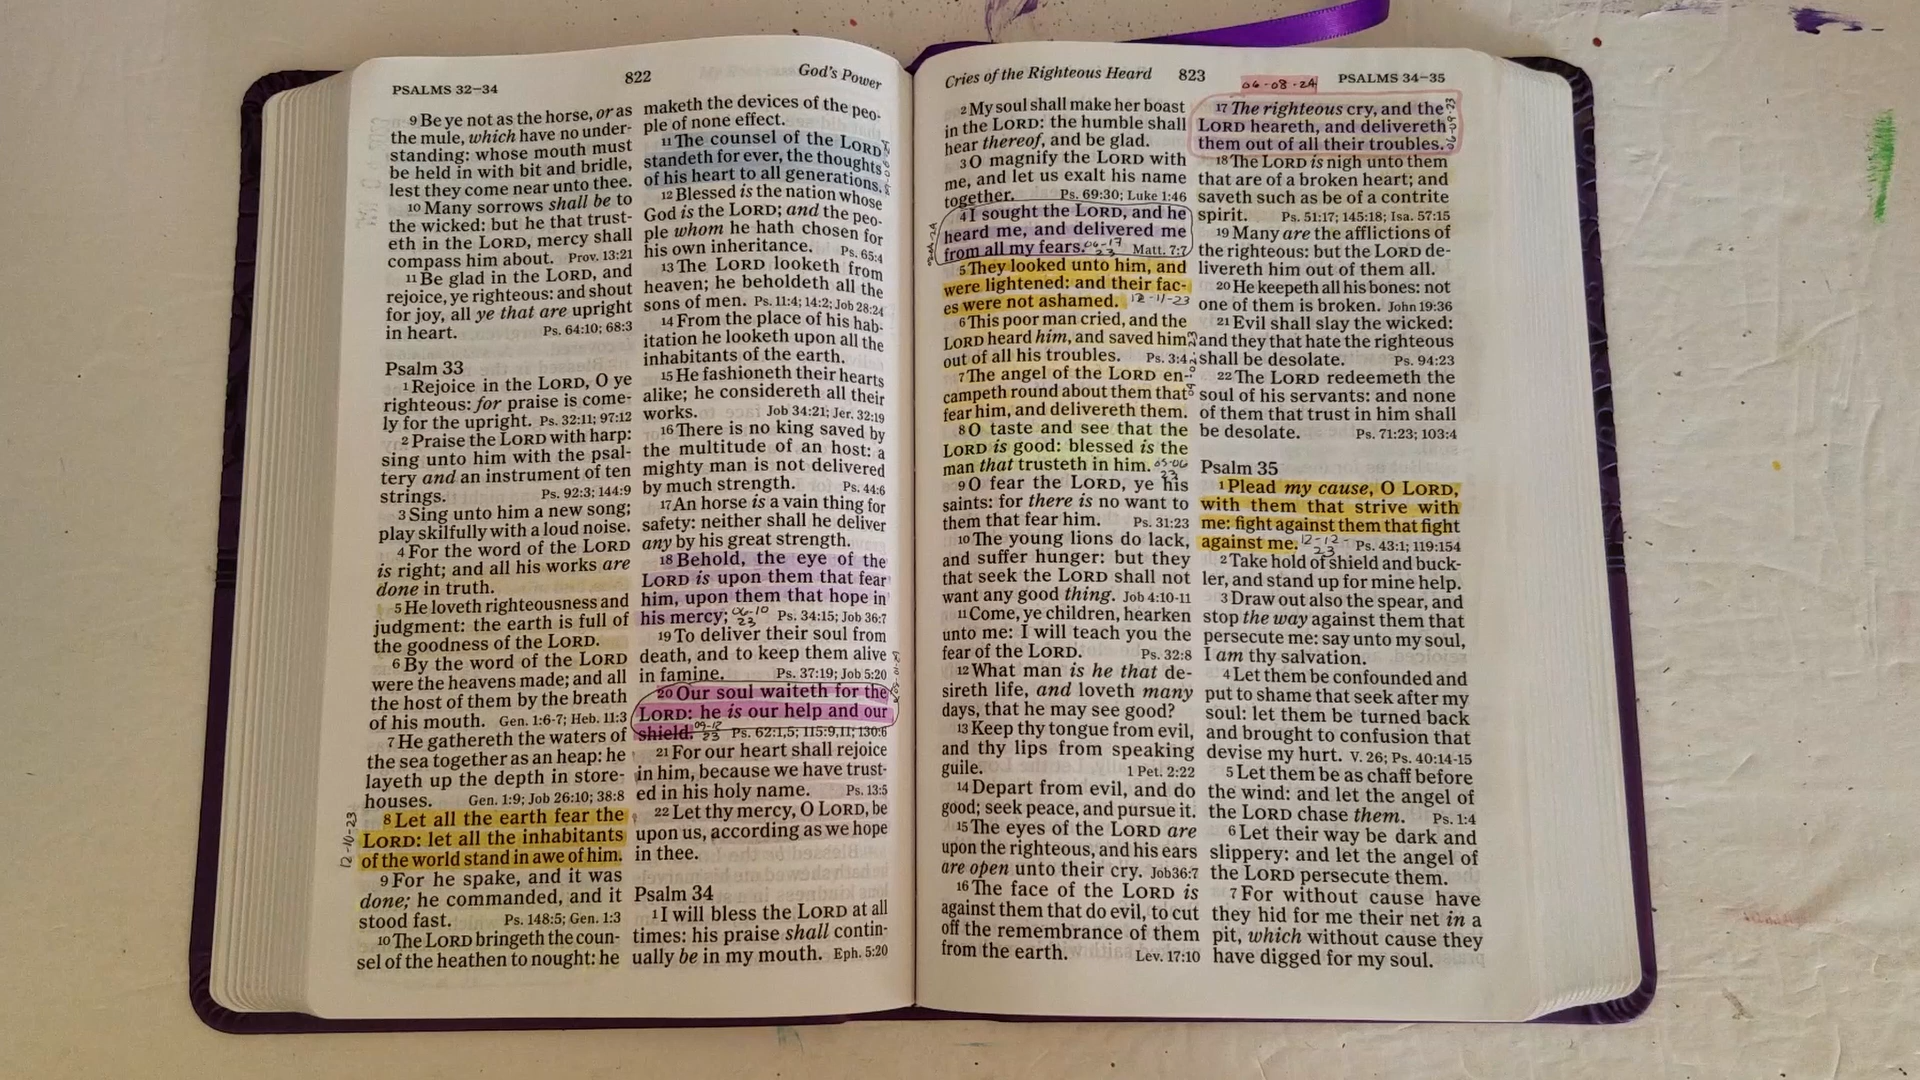 PSALMS 32–34
822
God's Power
9 Be ye not as the horse, or as
the mule, which have no under-
standing: whose mouth must
be held in with bit and bridle,
lest they come near unto thee.
10 Many sorrows shall be to
the wicked: but he that trust-
eth in the LORD, mercy shall
compass him about. Prov. 13:21
11 Be glad in the LORD, and
rejoice, ye righteous: and shout
for joy, all ye that are upright
in heart. Ps. 64:10; 68:3
Psalm 33
1 Rejoice in the LORD, O ye
righteous: for praise is come-
ly for the upright. Ps. 32:11; 97:12
2 Praise the LORD with harp:
sing unto him with the psal-
tery and an instrument of ten
strings. Ps. 92:3; 144:9
3 Sing unto him a new song;
play skilfully with a loud noise.
4 For the word of the LORD
is right; and all his works are
done in truth.
5 He loveth righteousness and
judgment: the earth is full of
the goodness of the LORD.
6 By the word of the LORD
were the heavens made; and all
the host of them by the breath
of his mouth. Gen. 1:6-7; Heb. 11:3
7 He gathereth the waters of
the sea together as an heap: he
layeth up the depth in store-
houses. Gen. 1:9; Job 26:10; 38:8
8 Let all the earth fear the
LORD: let all the inhabitants
of the world stand in awe of him.
12-10-23
9 For he spake, and it was
done; he commanded, and it
stood fast. Ps. 148:5; Gen. 1:3
10 The LORD bringeth the coun-
sel of the heathen to nought: he
maketh the devices of the peo-
ple of none effect.
11 The counsel of the LORD
standeth for ever, the thoughts
of his heart to all generations.
12 Blessed is the nation whose
God is the LORD; and the peo-
ple whom he hath chosen for
his own inheritance. Ps. 65:4
13 The LORD looketh from
heaven; he beholdeth all the
sons of men. Ps. 11:4; 14:2; Job 28:24
14 From the place of his hab-
itation he looketh upon all the
inhabitants of the earth.
15 He fashioneth their hearts
alike; he considereth all their
works. Job 34:21; Jer. 32:19
16 There is no king saved by
the multitude of an host: a
mighty man is not delivered
by much strength. Ps. 44:6
17 An horse is a vain thing for
safety: neither shall he deliver
any by his great strength.
18 Behold, the eye of the
LORD is upon them that fear
him, upon them that hope in
his mercy; 06-10 23 Ps. 34:15; Job 36:7
19 To deliver their soul from
death, and to keep them alive
in famine. Ps. 37:19; Job 5:20
20 Our soul waiteth for the
LORD: he is our help and our
shield. 09-12 23 Ps. 62:1,5; 115:9,11; 130:6
21 For our heart shall rejoice
in him, because we have trust-
ed in his holy name. Ps. 13:5
22 Let thy mercy, O LORD, be
upon us, according as we hope
in thee.
Psalm 34
1 I will bless the LORD at all
times: his praise shall contin-
ually be in my mouth. Eph. 5:20
Cries of the Righteous Heard
823
06-08-24
PSALMS 34–35
2 My soul shall make her boast
in the LORD: the humble shall
hear thereof, and be glad.
3 O magnify the LORD with
me, and let us exalt his name
together. Ps. 69:30; Luke 1:46
4 I sought the LORD, and he
heard me, and delivered me
from all my fears. 06-17 23 Matt. 7:7
5 They looked unto him, and
were lightened: and their fac-
es were not ashamed. 12-11-23
6 This poor man cried, and the
LORD heard him, and saved him
out of all his troubles. Ps. 3:4
7 The angel of the LORD en-
campeth round about them that
fear him, and delivereth them.
8 O taste and see that the
LORD is good: blessed is the
man that trusteth in him. 05-06 23
9 O fear the LORD, ye his
saints: for there is no want to
them that fear him. Ps. 31:23
10 The young lions do lack,
and suffer hunger: but they
that seek the LORD shall not
want any good thing. Job 4:10-11
11 Come, ye children, hearken
unto me: I will teach you the
fear of the LORD. Ps. 32:8
12 What man is he that de-
sireth life, and loveth many
days, that he may see good?
13 Keep thy tongue from evil,
and thy lips from speaking
guile. 1 Pet. 2:22
14 Depart from evil, and do
good; seek peace, and pursue it.
15 The eyes of the LORD are
upon the righteous, and his ears
are open unto their cry. Job36:7
16 The face of the LORD is
against them that do evil, to cut
off the remembrance of them
from the earth. Lev. 17:10
17 The righteous cry, and the
LORD heareth, and delivereth
them out of all their troubles.
06-09-23
18 The LORD is nigh unto them
that are of a broken heart; and
saveth such as be of a contrite
spirit. Ps. 51:17; 145:18; Isa. 57:15
19 Many are the afflictions of
the righteous: but the LORD de-
livereth him out of them all.
20 He keepeth all his bones: not
one of them is broken. John 19:36
21 Evil shall slay the wicked:
and they that hate the righteous
shall be desolate. Ps. 94:23
22 The LORD redeemeth the
soul of his servants: and none
of them that trust in him shall
be desolate. Ps. 71:23; 103:4
Psalm 35
1 Plead my cause, O LORD,
with them that strive with
me: fight against them that fight
against me. 12-12- 23 Ps. 43:1; 119:154
2 Take hold of shield and buck-
ler, and stand up for mine help.
3 Draw out also the spear, and
stop the way against them that
persecute me: say unto my soul,
I am thy salvation.
4 Let them be confounded and
put to shame that seek after my
soul: let them be turned back
and brought to confusion that
devise my hurt. V. 26; Ps. 40:14-15
5 Let them be as chaff before
the wind: and let the angel of
the LORD chase them. Ps. 1:4
6 Let their way be dark and
slippery: and let the angel of
the LORD persecute them.
7 For without cause have
they hid for me their net in a
pit, which without cause they
have digged for my soul.